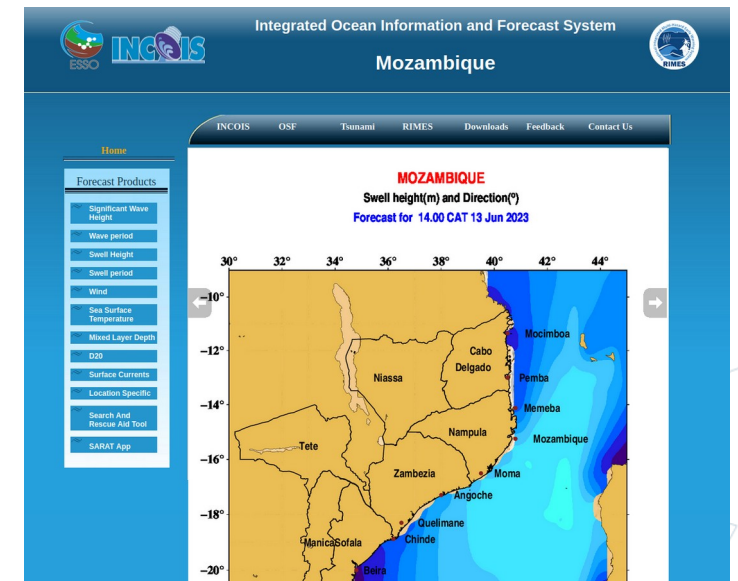 Integrated Ocean Information and Forecast System
ESSO
INCOIS
Mozambique
RIMES
INCOIS OSF Tsunami RIMES Downloads Feedback Contact Us
Home
Forecast Products
Significant Wave
Height
Wave period
Swell Height
Swell period
Wind
Sea Surface
Temperature
Mixed Layer Depth
D20
Surface Currents
Location Specific
Search And
Rescue Aid Tool
SARAT App
MOZAMBIQUE
Swell height(m) and Direction(º)
Forecast for 14.00 CAT 13 Jun 2023
30° 32° 34° 36° 38° 40° 42° 44°
−10°
−12°
−14°
−16°
−18°
−20°
Mocimboa
Cabo
Delgado
Niassa
Pemba
Memeba
Nampula
Mozambique
Tete
Zambezia
Moma
Angoche
Quelimane
Chinde
Manica
Sofala
Beira